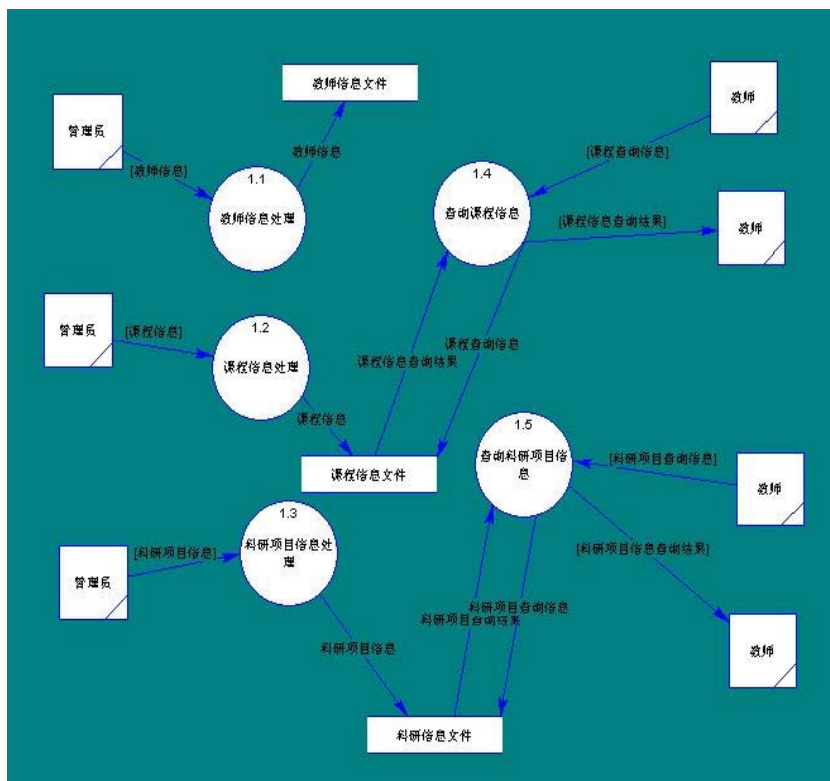 教师信息文件
教师
管理员
教师信息
[课程查询信息]
[教师信息]
1.1
教师信息处理
1.4
查询课程信息
[课程信息查询结果]
教师
管理员
[课程信息]
1.2
课程信息处理
课程查询信息
课程信息查询结果
课程信息
课程信息文件
1.5
查询科研项目信
息
[科研项目查询信息]
教师
1.3
科研项目信息处
理
[科研项目信息]
管理员
[科研项目信息查询结果]
科研项目查询信息
科研项目查询结果
科研项目信息
教师
科研信息文件